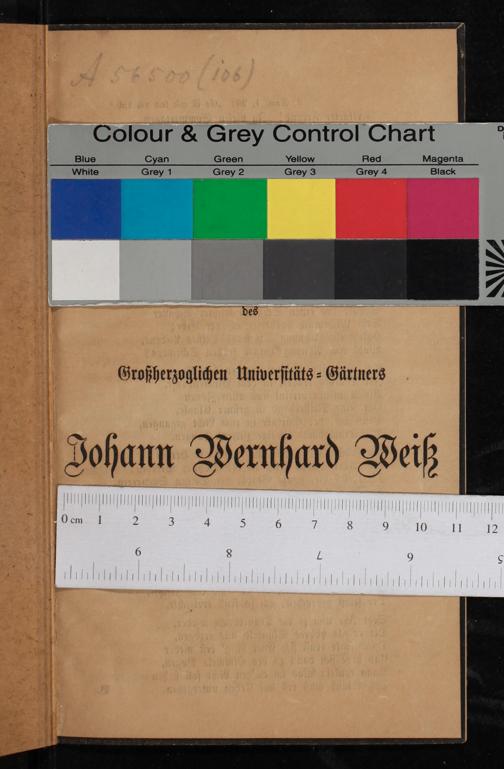 A 56500 (106)
Colour & Grey Control Chart
Blue Cyan Green Yellow Red Magenta
White Grey 1 Grey 2 Grey 3 Grey 4 Black
des
Großherzoglichen Universitäts-Gärtners
Johann Bernhard Weiß
0 cm 1 2 3 4 5 6 7 8 9 10 11 12
6 8 7 9 5